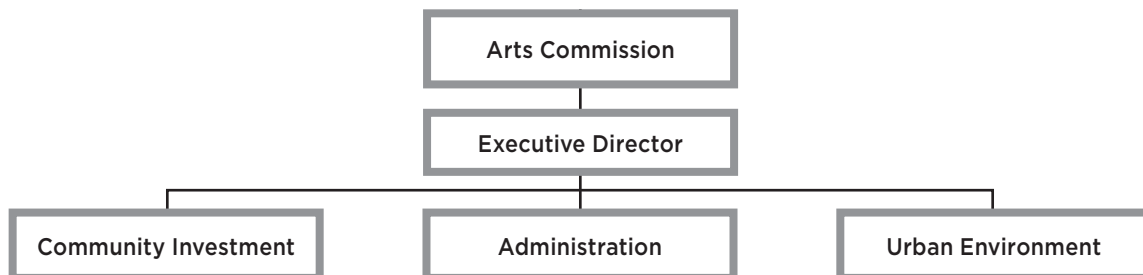 Arts Commission
Executive Director
Community Investment
Administration
Urban Environment